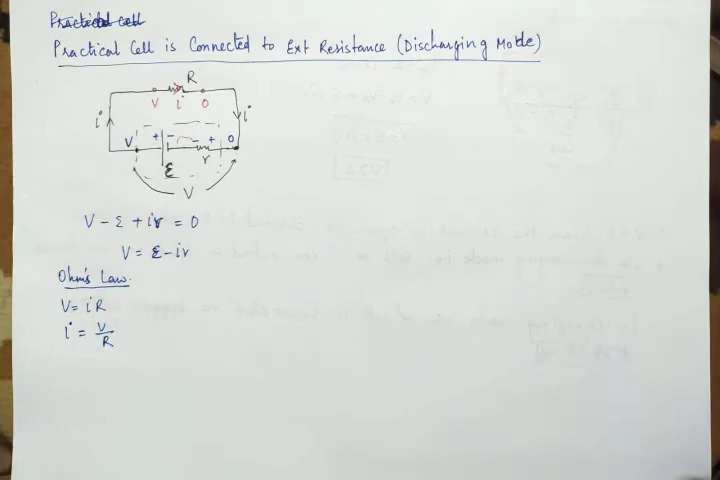 Practical cell
Practical Cell is Connected to Ext Resistance (Discharging Mode)
R
V i 0
i i
V + - - + 0
ε r
V
V - ε + ir = 0
V = ε - ir
Ohm's Law.
V = iR
i = V/R